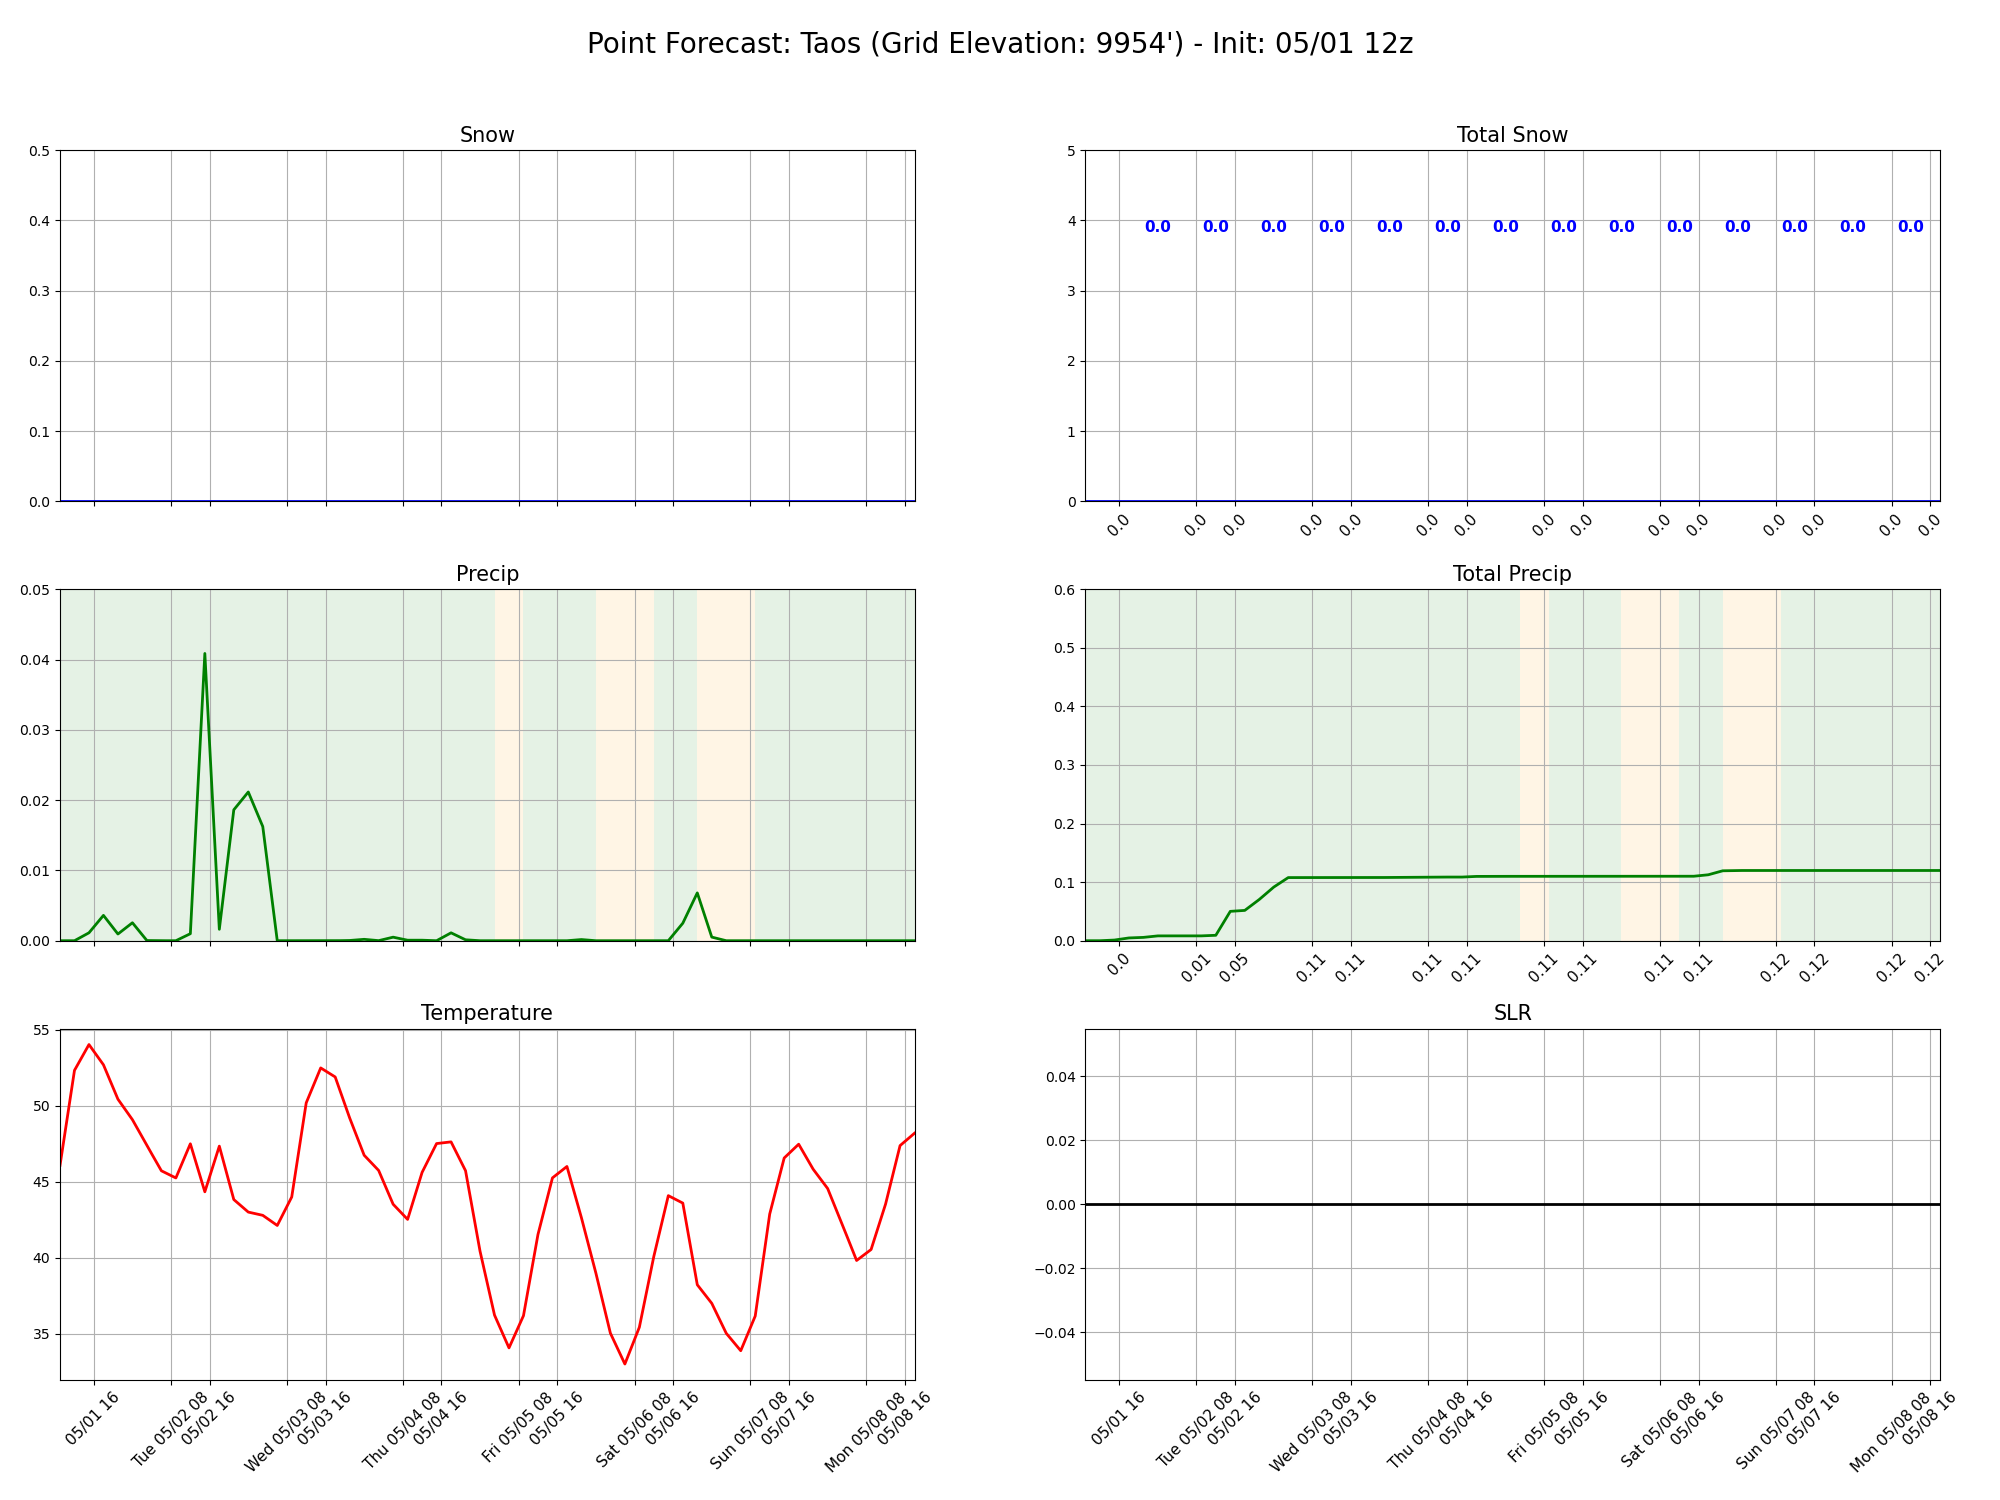 Point Forecast: Taos (Grid Elevation: 9954') - Init: 05/01 12z
Snow
0.5
0.4
0.3
0.2
0.1
0.0
Total Snow
5
4
3
2
1
0
0.0 0.0 0.0 0.0 0.0 0.0 0.0 0.0 0.0 0.0 0.0 0.0 0.0 0.0
0.0 0.0 0.0 0.0 0.0 0.0 0.0 0.0 0.0 0.0 0.0 0.0 0.0 0.0 0.0
Precip
0.05
0.04
0.03
0.02
0.01
0.00
Total Precip
0.6
0.5
0.4
0.3
0.2
0.1
0.0
0.0 0.01 0.05 0.11 0.11 0.11 0.11 0.11 0.11 0.11 0.11 0.12 0.12 0.12 0.12
Temperature
55
50
45
40
35
05/01 16
Tue 05/02 08
05/02 16
Wed 05/03 08
05/03 16
Thu 05/04 08
05/04 16
Fri 05/05 08
05/05 16
Sat 05/06 08
05/06 16
Sun 05/07 08
05/07 16
Mon 05/08 08
05/08 16
SLR
0.04
0.02
0.00
−0.02
−0.04
05/01 16
Tue 05/02 08
05/02 16
Wed 05/03 08
05/03 16
Thu 05/04 08
05/04 16
Fri 05/05 08
05/05 16
Sat 05/06 08
05/06 16
Sun 05/07 08
05/07 16
Mon 05/08 08
05/08 16